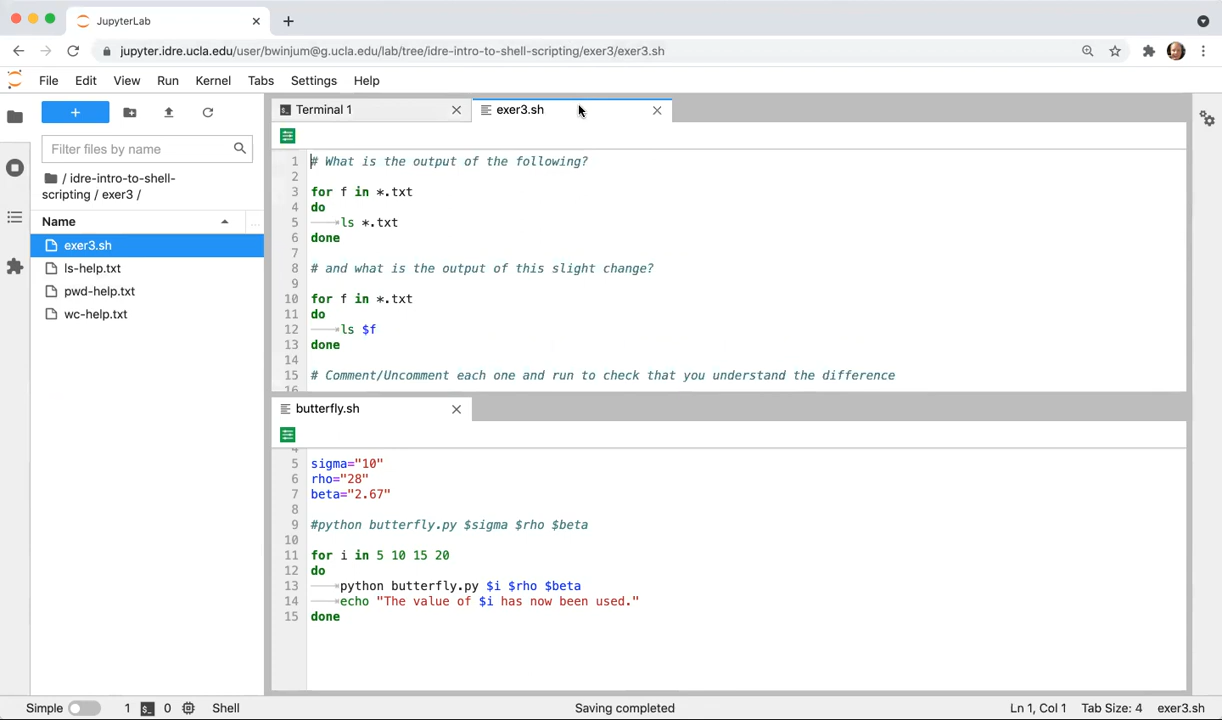 JupyterLab
jupyter.idre.ucla.edu/user/bwinjum@g.ucla.edu/lab/tree/idre-intro-to-shell-scripting/exer3/exer3.sh
File Edit View Run Kernel Tabs Settings Help
Filter files by name
/ idre-intro-to-shell-
scripting / exer3 /
Name
exer3.sh
ls-help.txt
pwd-help.txt
wc-help.txt
Terminal 1
exer3.sh
1 # What is the output of the following?
2
3 for f in *.txt
4 do
5 ls *.txt
6 done
7
8 # and what is the output of this slight change?
9
10 for f in *.txt
11 do
12 ls $f
13 done
14
15 # Comment/Uncomment each one and run to check that you understand the difference
16
butterfly.sh
4
5 sigma="10"
6 rho="28"
7 beta="2.67"
8
9 #python butterfly.py $sigma $rho $beta
10
11 for i in 5 10 15 20
12 do
13 python butterfly.py $i $rho $beta
14 echo "The value of $i has now been used."
15 done
Simple 1 $_ 0 Shell Saving completed Ln 1, Col 1 Tab Size: 4 exer3.sh